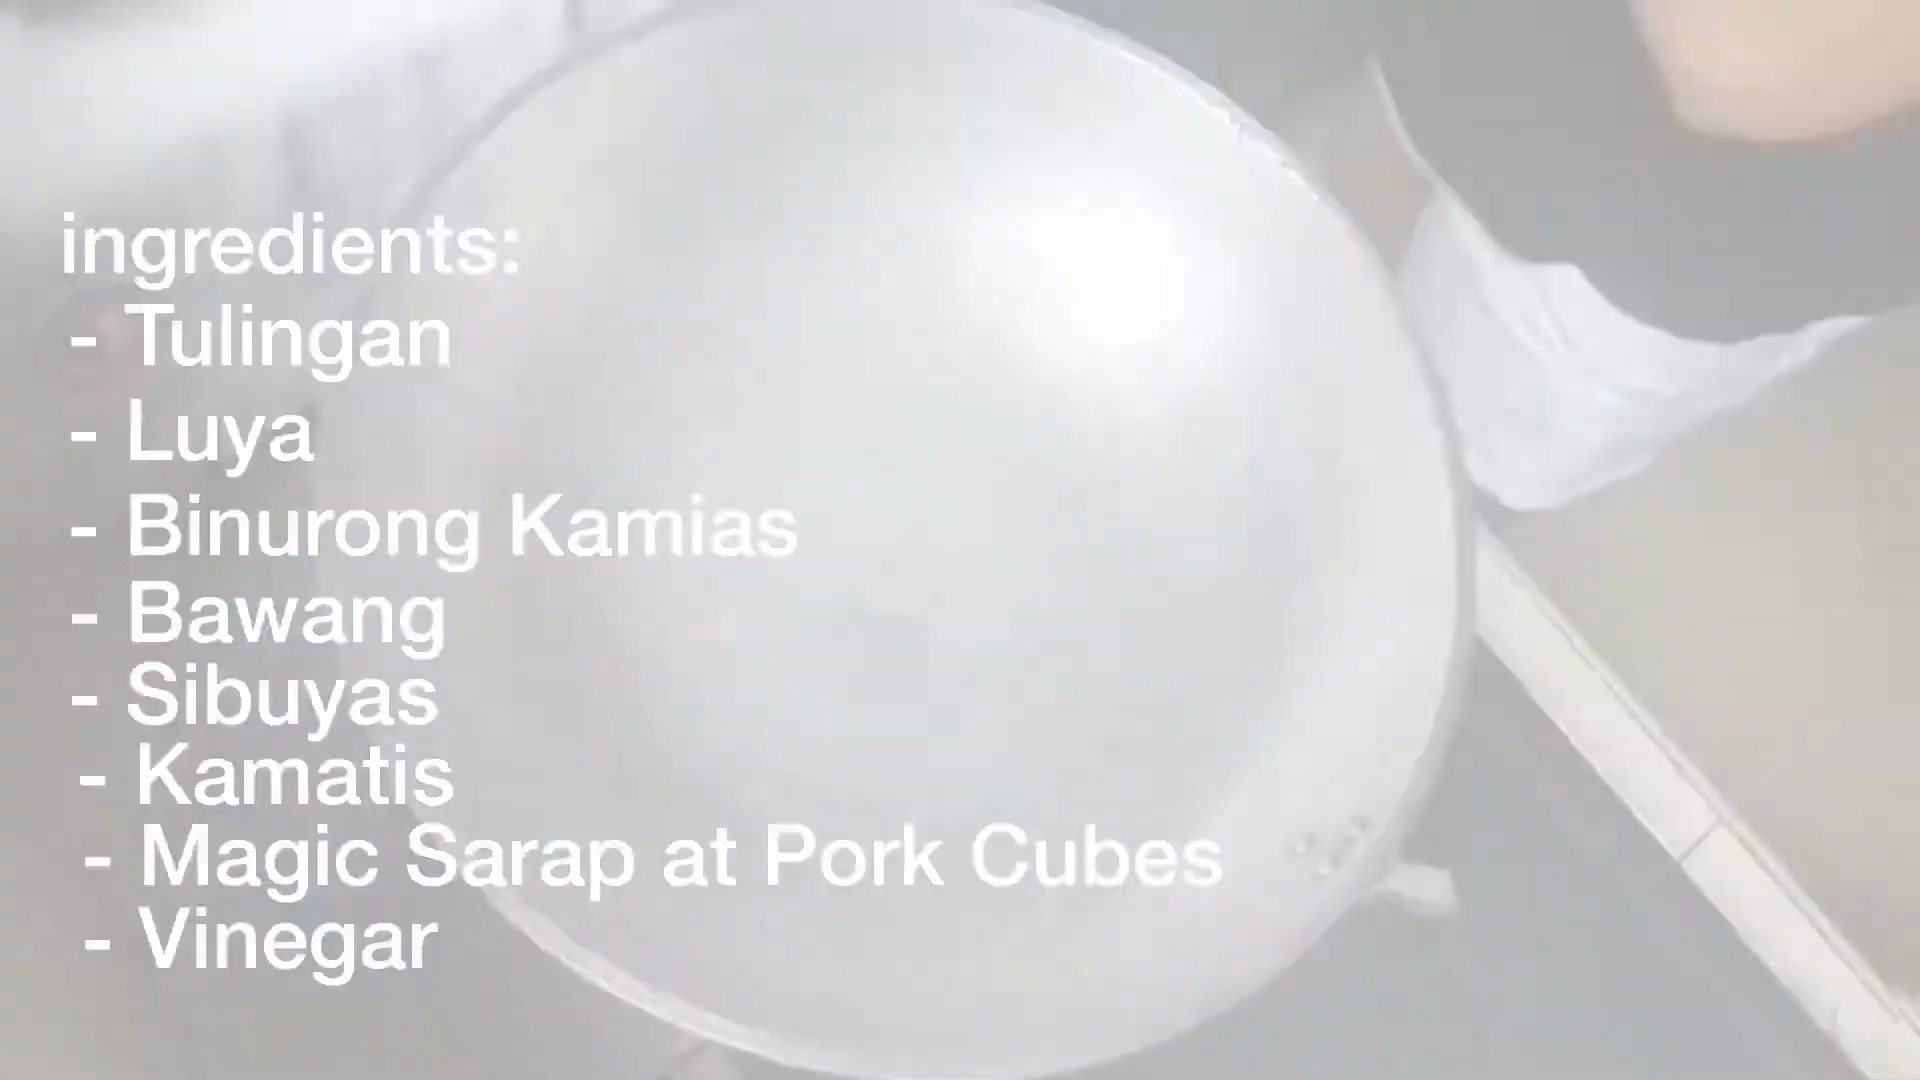 ingredients:
- Tulingan
- Luya
- Binurong Kamias
- Bawang
- Sibuyas
- Kamatis
- Magic Sarap at Pork Cubes
- Vinegar